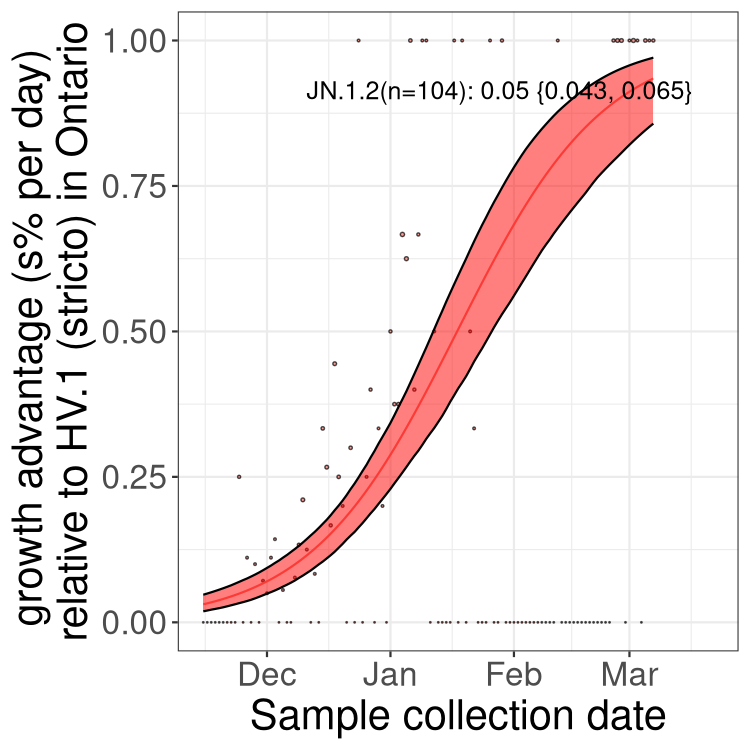 growth advantage (s% per day)
relative to HV.1 (stricto) in Ontario
1.00
0.75
0.50
0.25
0.00
JN.1.2(n=104): 0.05 {0.043, 0.065}
Dec Jan Feb Mar
Sample collection date